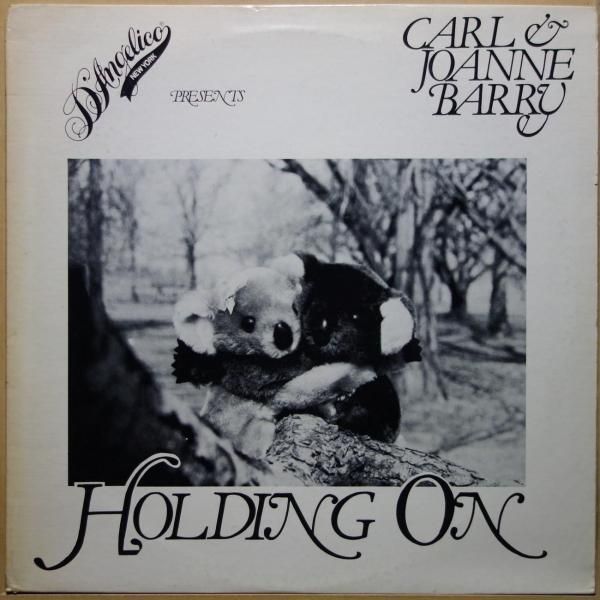 D'Angelico®
NEW YORK
PRESENTS
CARL &
JOANNE
BARRY
HOLDING ON